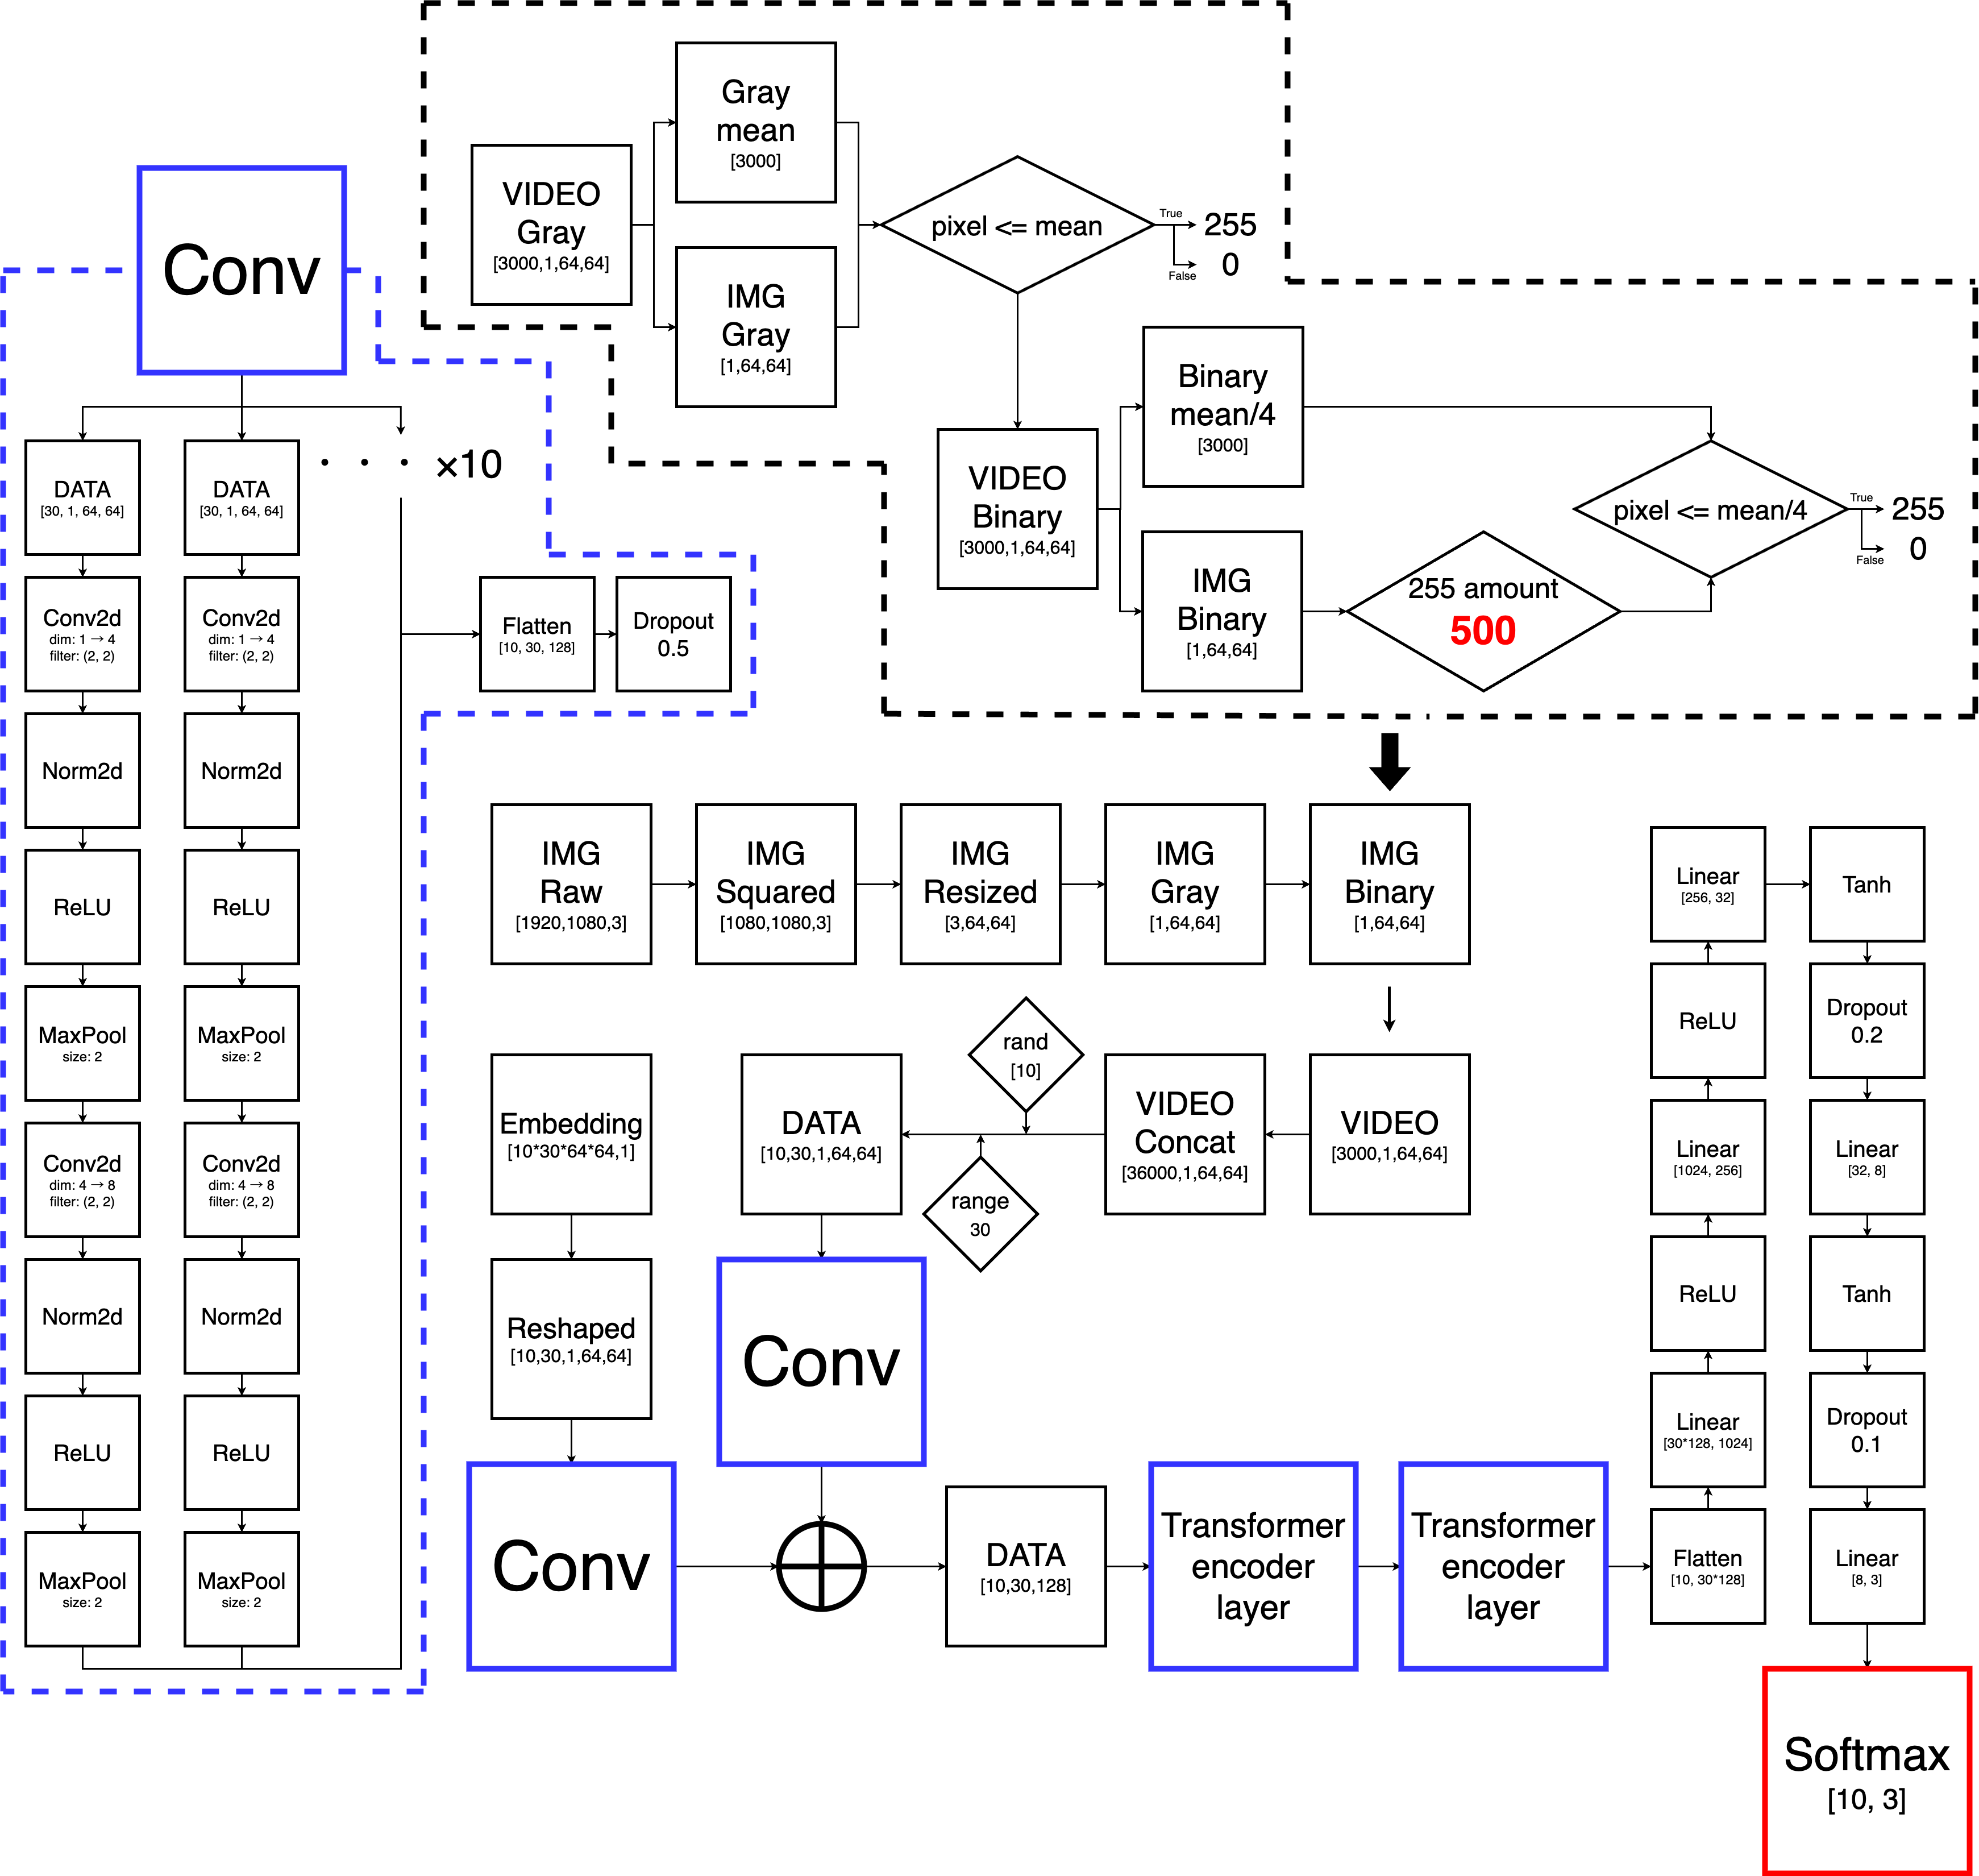 Conv
DATA
[30, 1, 64, 64]
Conv2d
dim: 1 → 4
filter: (2, 2)
Norm2d
ReLU
MaxPool
size: 2
Conv2d
dim: 4 → 8
filter: (2, 2)
Norm2d
ReLU
MaxPool
size: 2
DATA
[30, 1, 64, 64]
Conv2d
dim: 1 → 4
filter: (2, 2)
Norm2d
ReLU
MaxPool
size: 2
Conv2d
dim: 4 → 8
filter: (2, 2)
Norm2d
ReLU
MaxPool
size: 2
· · · ×10
Flatten
[10, 30, 128]
Dropout
0.5
VIDEO
Gray
[3000,1,64,64]
Gray
mean
[3000]
IMG
Gray
[1,64,64]
pixel <= mean
True
255
False
0
VIDEO
Binary
[3000,1,64,64]
Binary
mean/4
[3000]
IMG
Binary
[1,64,64]
255 amount
500
pixel <= mean/4
True
255
False
0
IMG
Raw
[1920,1080,3]
IMG
Squared
[1080,1080,3]
IMG
Resized
[3,64,64]
IMG
Gray
[1,64,64]
IMG
Binary
[1,64,64]
VIDEO
[3000,1,64,64]
VIDEO
Concat
[36000,1,64,64]
rand
[10]
range
30
DATA
[10,30,1,64,64]
Conv
Embedding
[10*30*64*64,1]
Reshaped
[10,30,1,64,64]
Conv
DATA
[10,30,128]
Transformer
encoder
layer
Transformer
encoder
layer
Flatten
[10, 30*128]
Linear
[30*128, 1024]
ReLU
Linear
[1024, 256]
ReLU
Linear
[256, 32]
Tanh
Dropout
0.2
Linear
[32, 8]
Tanh
Dropout
0.1
Linear
[8, 3]
Softmax
[10, 3]